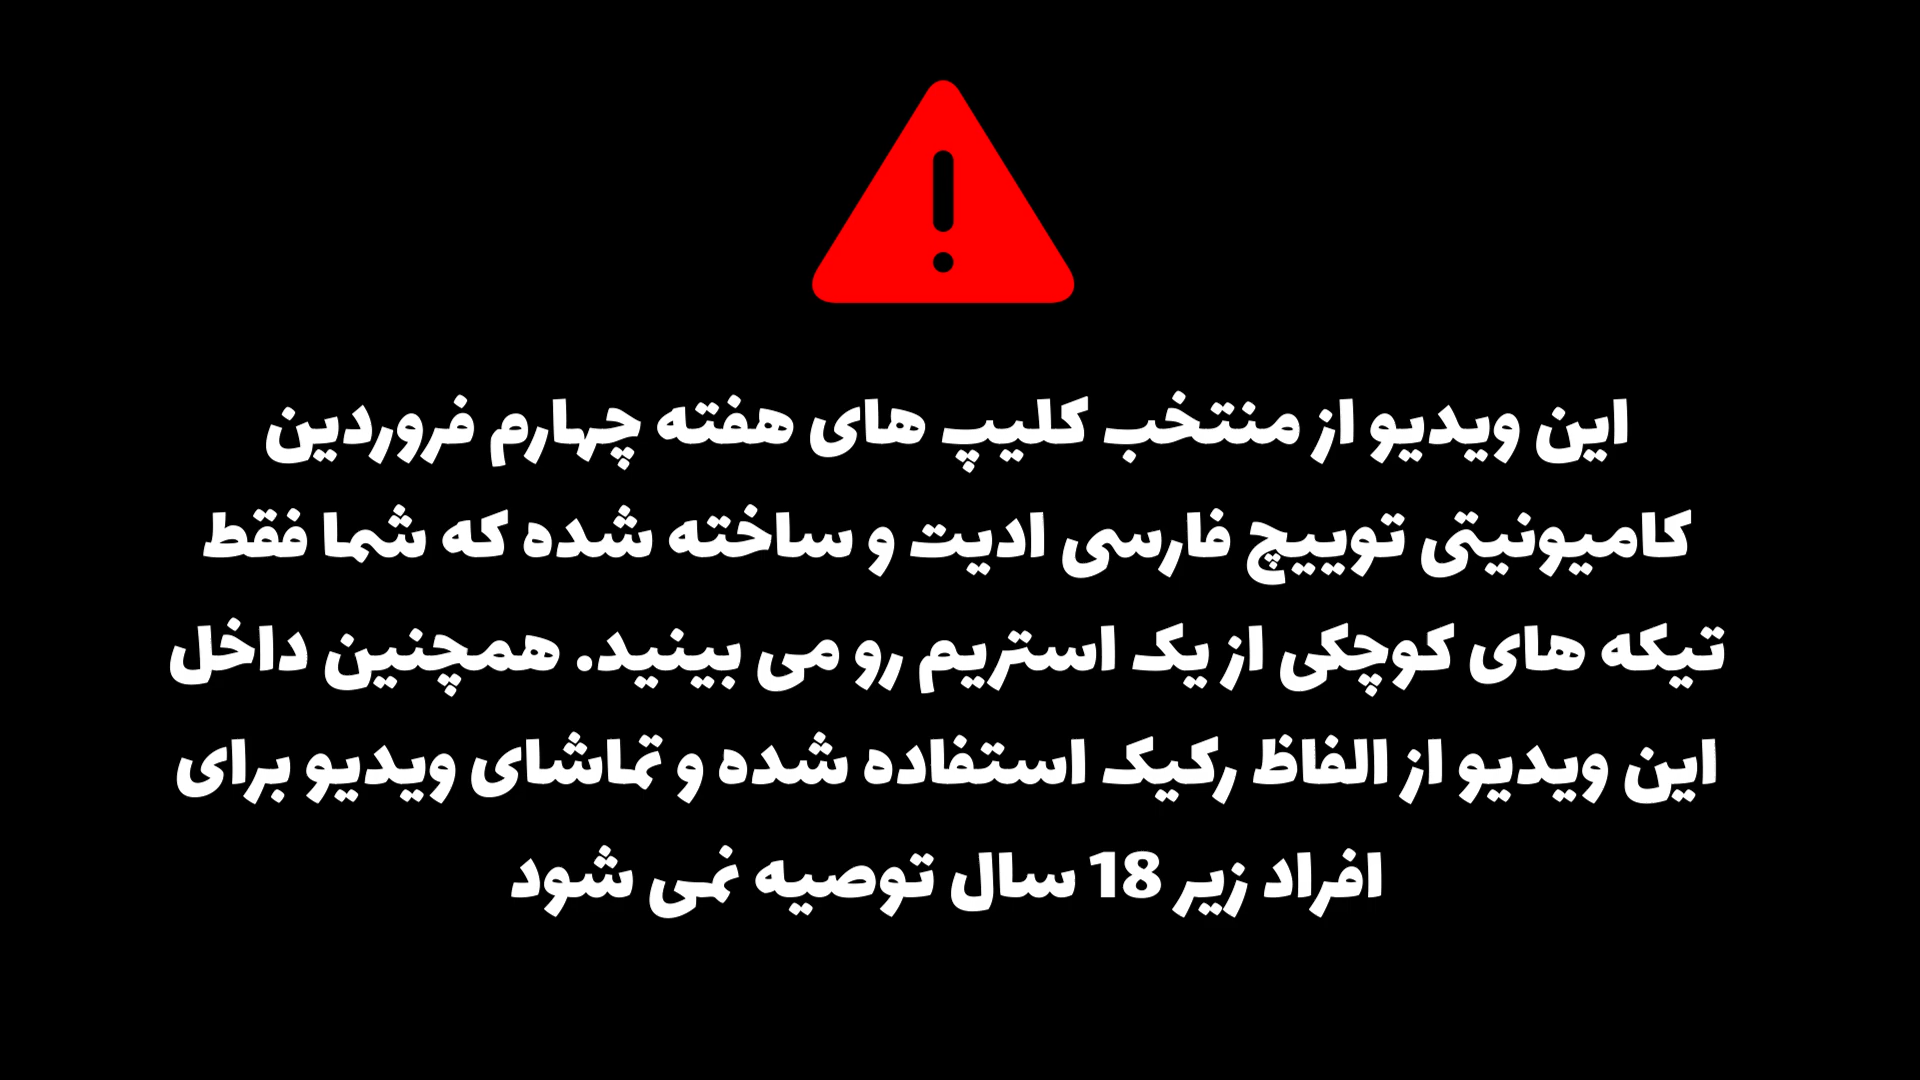 این ویدیو از منتخب کلیپ های هفته چهارم فروردین
کامیونیتی توییچ فارسی ادیت و ساخته شده که شما فقط
تیکه های کوچکی از یک استریم رو می بینید. همچنین داخل
این ویدیو از الفاظ رکیک استفاده شده و تماشای ویدیو برای
افراد زیر 18 سال توصیه نمی شود